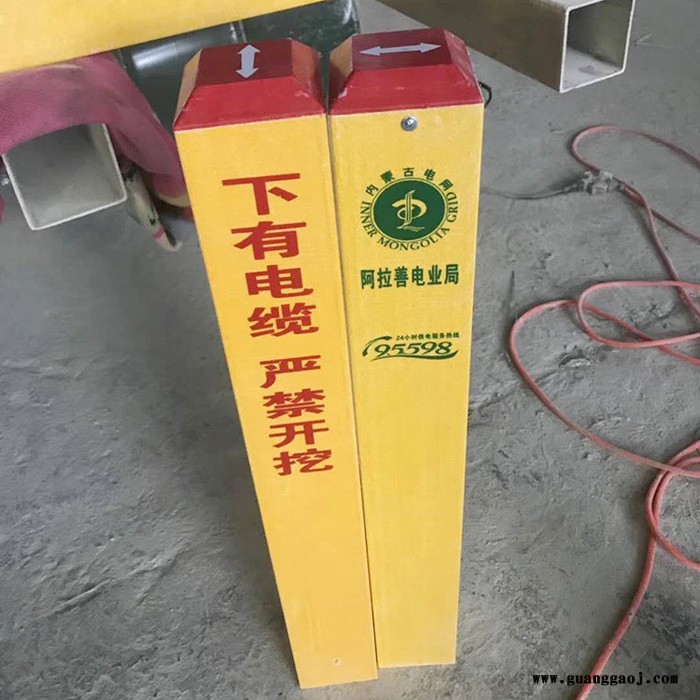 下有电缆 严禁开挖
内蒙古电网
INNER MONGOLIA GRID
阿拉善电业局
24小时供电服务热线
95598
www.guanggaoj.com